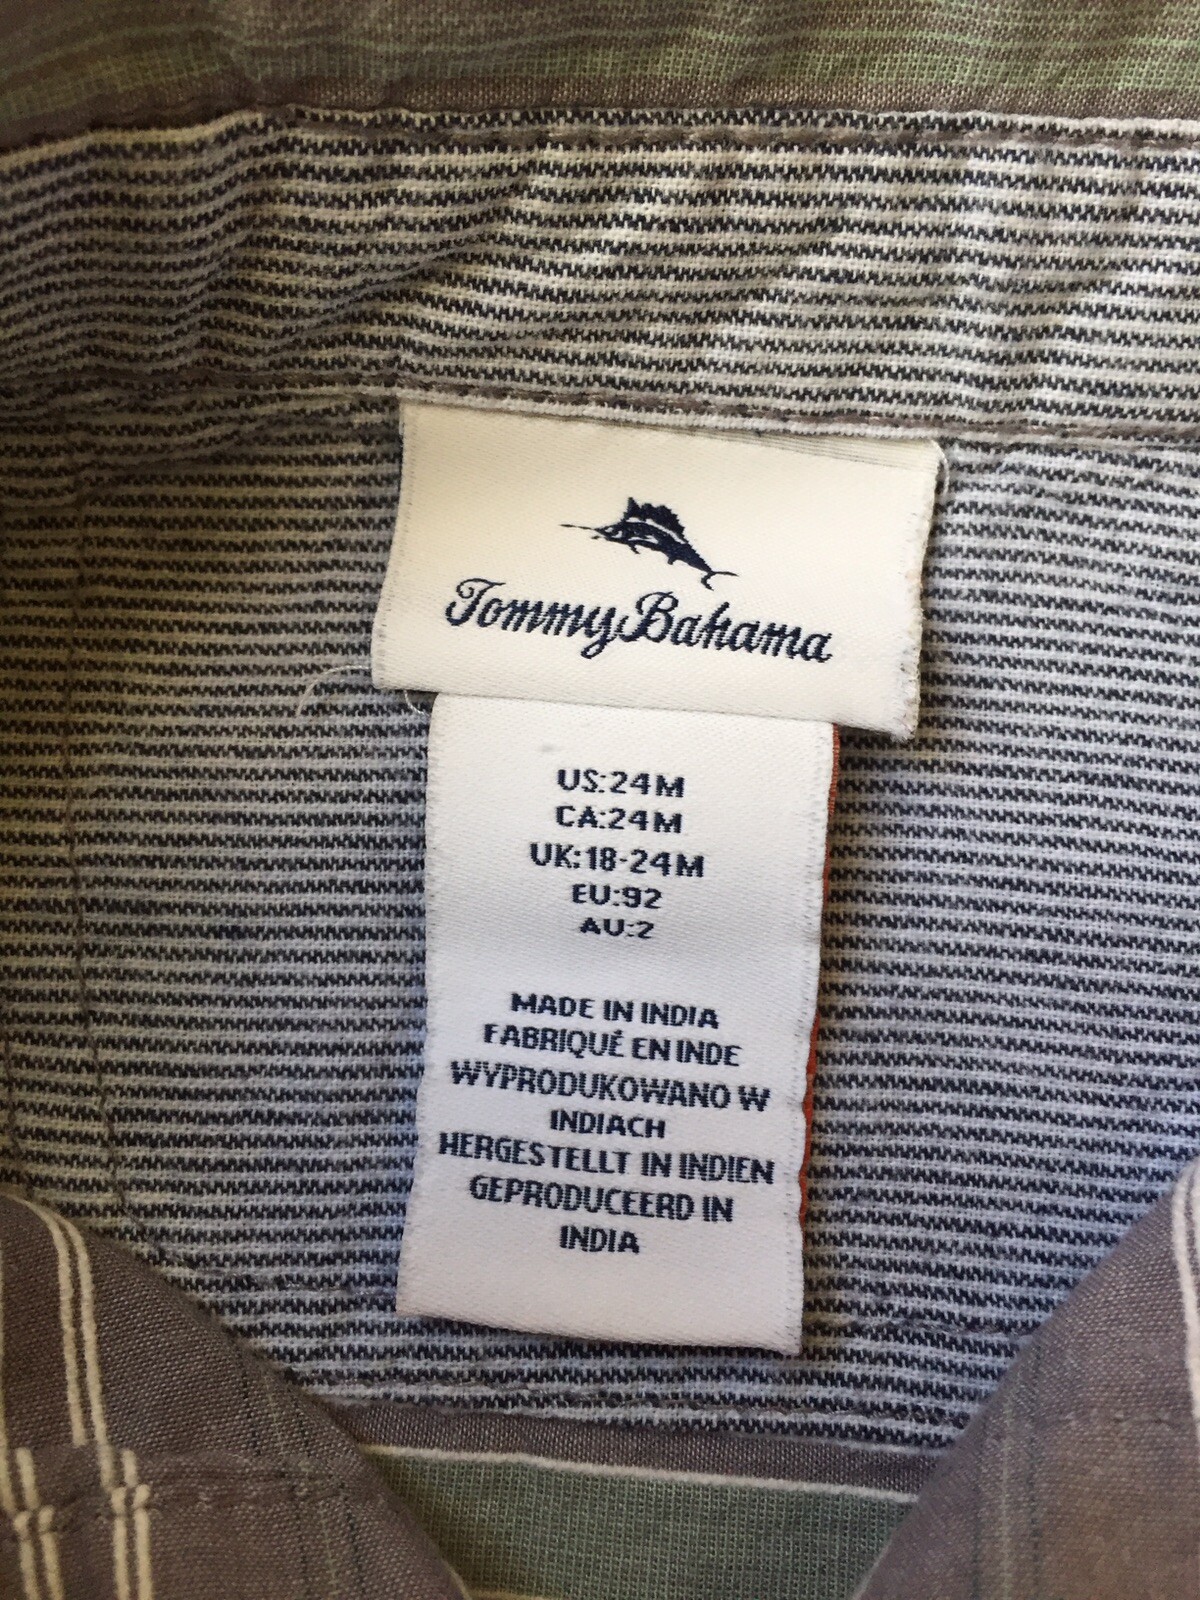 Tommy Bahama
US:24M
CA:24M
UK:18-24M
EU:92
AU:2
MADE IN INDIA
FABRIQUÉ EN INDE
WYPRODUKOWANO W
INDIACH
HERGESTELLT IN INDIEN
GEPRODUCEERD IN
INDIA